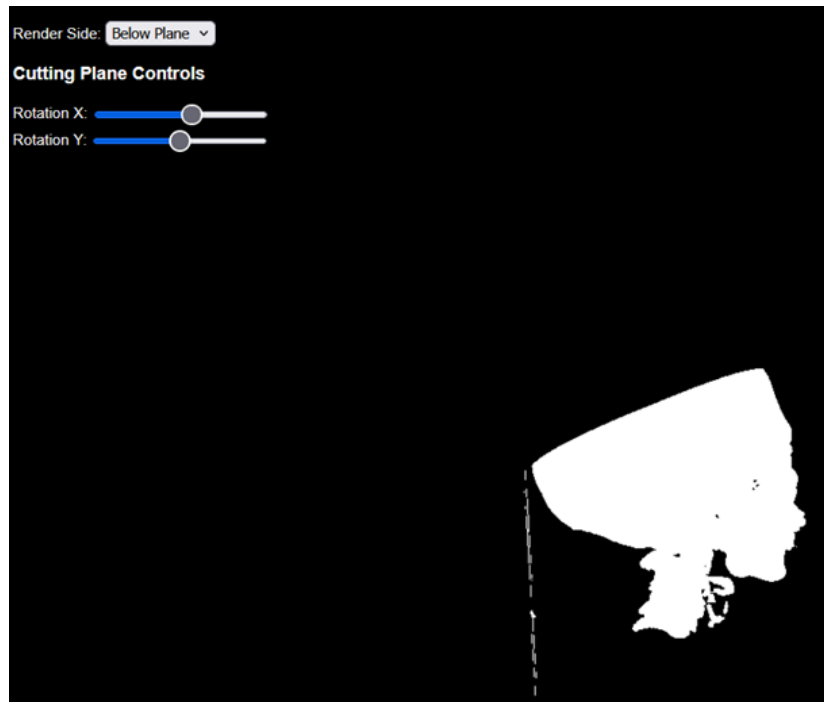 Render Side: Below Plane
Cutting Plane Controls
Rotation X:
Rotation Y: